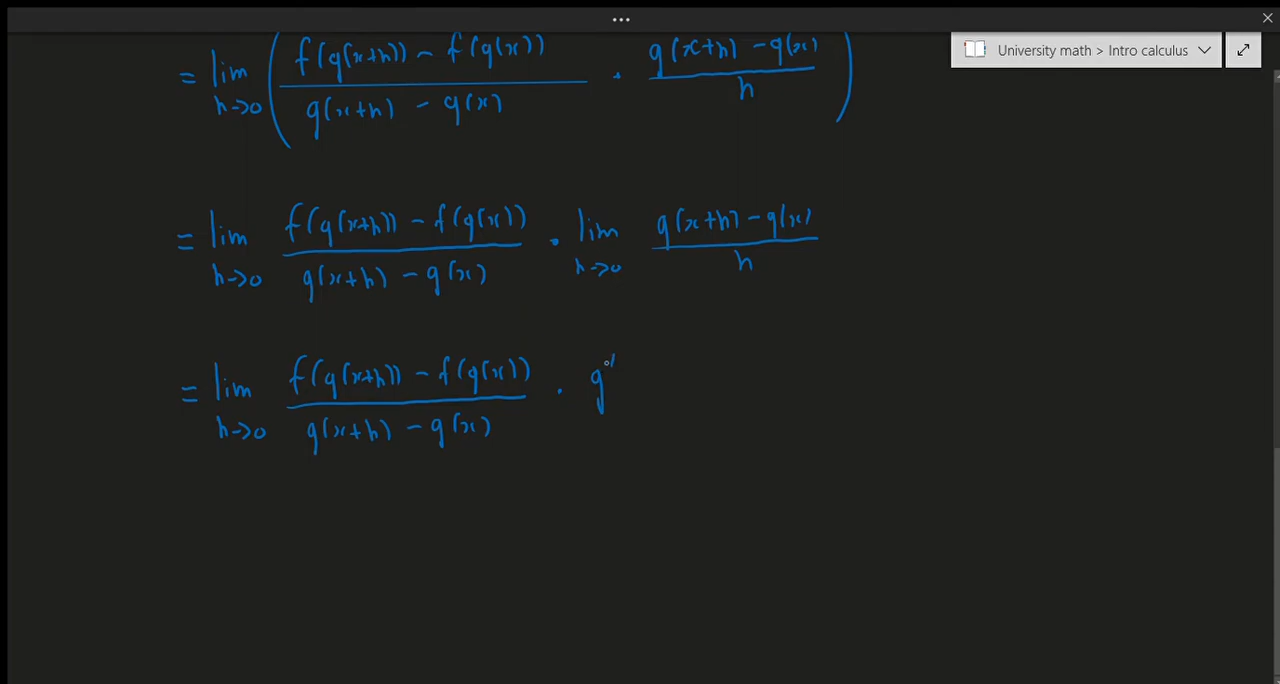 ...
University math > Intro calculus
= lim h→0 ( f(g(x+h)) − f(g(x)) / g(x+h) − g(x) · g(x+h) − g(x) / h )
= lim h→0 f(g(x+h)) − f(g(x)) / g(x+h) − g(x) · lim h→0 g(x+h) − g(x) / h
= lim h→0 f(g(x+h)) − f(g(x)) / g(x+h) − g(x) · g'